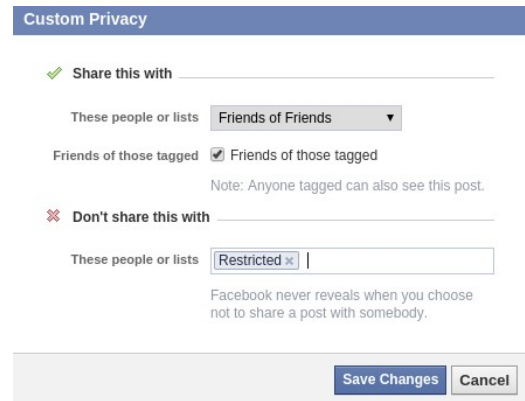 Custom Privacy
Share this with
These people or lists Friends of Friends
Friends of those tagged Friends of those tagged
Note: Anyone tagged can also see this post.
Don't share this with
These people or lists Restricted ×
Facebook never reveals when you choose
not to share a post with somebody.
Save Changes Cancel